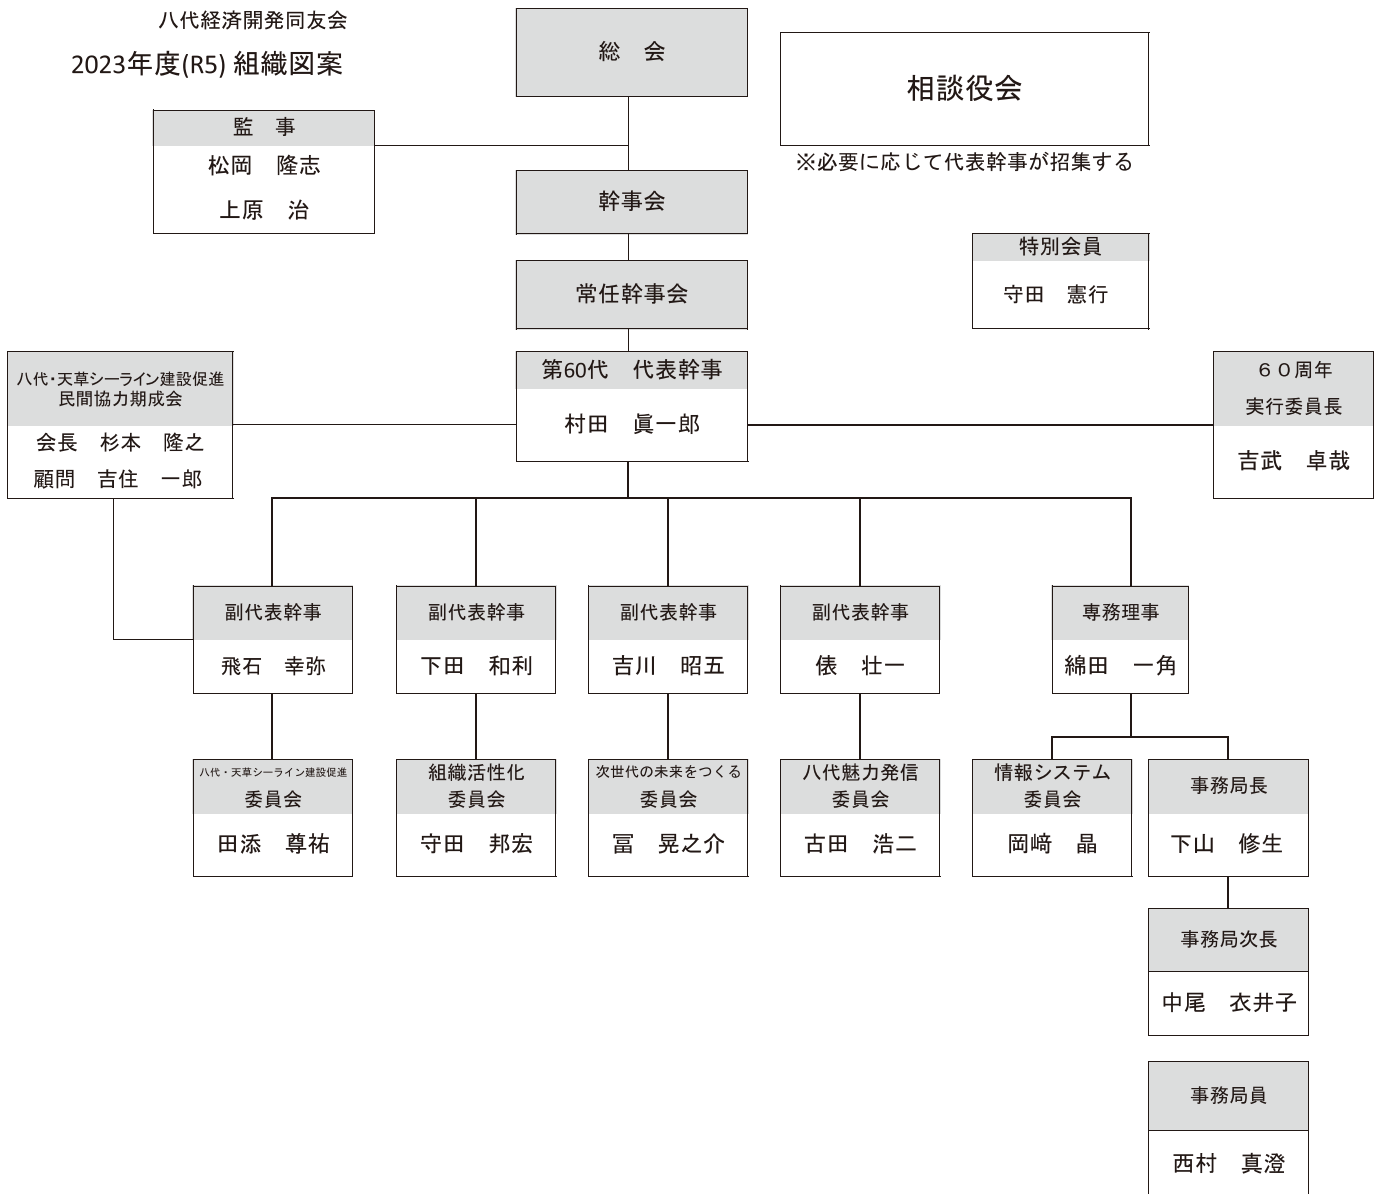 八代経済開発同友会
2023年度(R5) 組織図案
総　会
相談役会
※必要に応じて代表幹事が招集する
監　事
松岡　隆志
上原　治
幹事会
特別会員
守田　憲行
常任幹事会
八代・天草シーライン建設促進
民間協力期成会
会長　杉本　隆之
顧問　吉住　一郎
第60代　代表幹事
村田　眞一郎
６０周年
実行委員長
吉武　卓哉
副代表幹事
飛石　幸弥
副代表幹事
下田　和利
副代表幹事
吉川　昭五
副代表幹事
俵　壮一
専務理事
綿田　一角
八代・天草シーライン建設促進
委員会
田添　尊祐
組織活性化
委員会
守田　邦宏
次世代の未来をつくる
委員会
冨　晃之介
八代魅力発信
委員会
古田　浩二
情報システム
委員会
岡﨑　晶
事務局長
下山　修生
事務局次長
中尾　衣井子
事務局員
西村　真澄